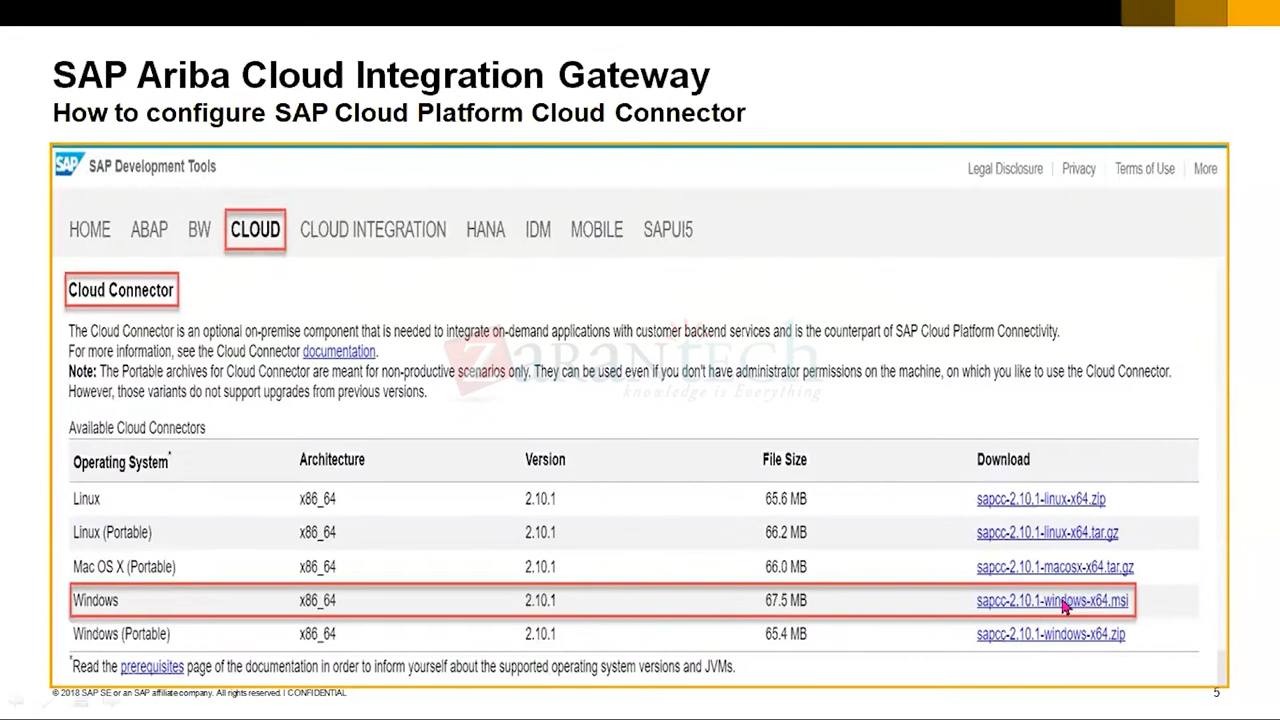 SAP Ariba Cloud Integration Gateway
How to configure SAP Cloud Platform Cloud Connector
SAP SAP Development Tools Legal Disclosure Privacy Terms of Use More
HOME ABAP BW CLOUD CLOUD INTEGRATION HANA IDM MOBILE SAPUI5
Cloud Connector
The Cloud Connector is an optional on-premise component that is needed to integrate on-demand applications with customer backend services and is the counterpart of SAP Cloud Platform Connectivity.
For more information, see the Cloud Connector documentation.
Note: The Portable archives for Cloud Connector are meant for non-productive scenarios only. They can be used even if you don't have administrator permissions on the machine, on which you like to use the Cloud Connector.
However, those variants do not support upgrades from previous versions.
zarantech
knowledge is Everything
Available Cloud Connectors
Operating System* Architecture Version File Size Download
Linux x86_64 2.10.1 65.6 MB sapcc-2.10.1-linux-x64.zip
Linux (Portable) x86_64 2.10.1 66.2 MB sapcc-2.10.1-linux-x64.tar.gz
Mac OS X (Portable) x86_64 2.10.1 66.0 MB sapcc-2.10.1-macosx-x64.tar.gz
Windows x86_64 2.10.1 67.5 MB sapcc-2.10.1-windows-x64.msi
Windows (Portable) x86_64 2.10.1 65.4 MB sapcc-2.10.1-windows-x64.zip
*Read the prerequisites page of the documentation in order to inform yourself about the supported operating system versions and JVMs.
© 2018 SAP SE or an SAP affiliate company. All rights reserved. I CONFIDENTIAL 5